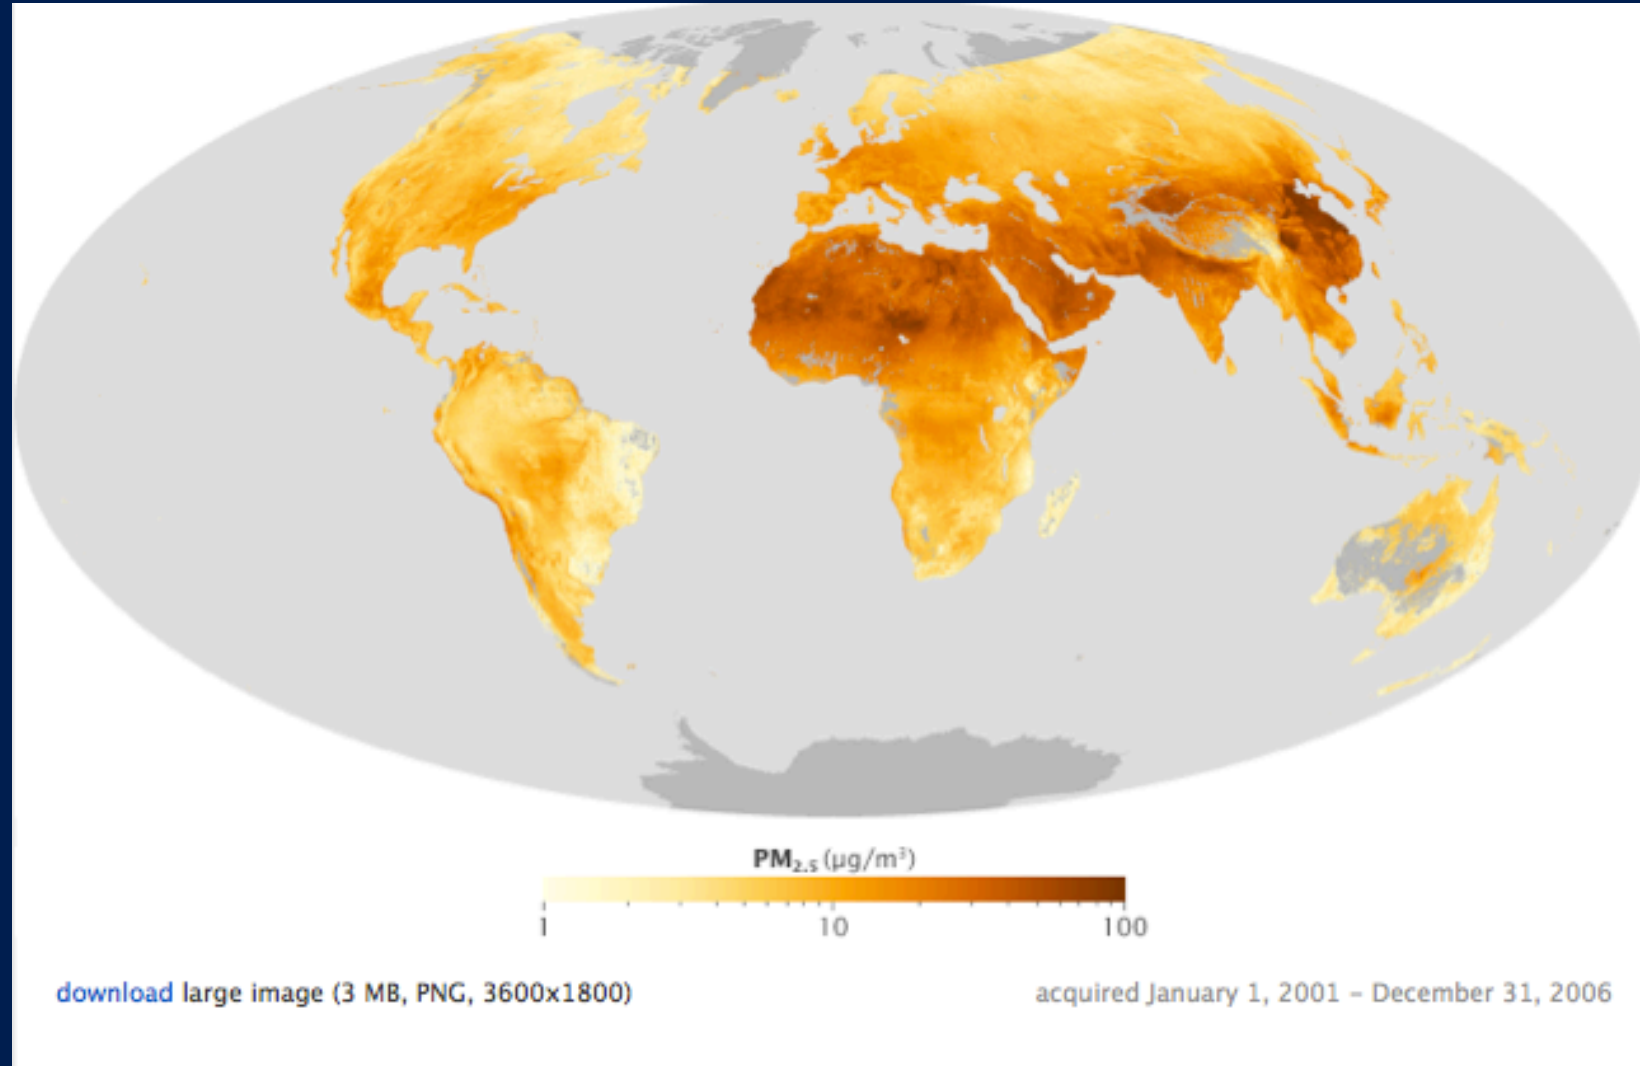 PM2.5 (µg/m³)
1 10 100
download large image (3 MB, PNG, 3600x1800)
acquired January 1, 2001 – December 31, 2006